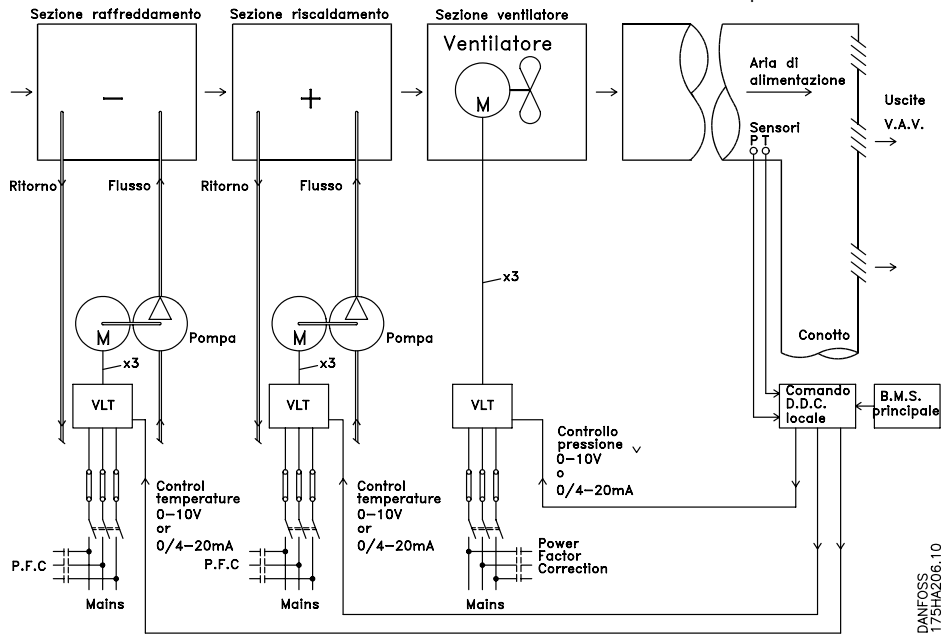 Sezione raffreddamento
Sezione riscaldamento
Sezione ventilatore
Ventilatore
M
Aria di
alimentazione
Uscite
V.A.V.
Sensori
P T
Ritorno
Flusso
Ritorno
Flusso
x3
M
Pompa
M
Pompa
Conotto
x3
x3
VLT
VLT
VLT
Comando
D.D.C.
locale
B.M.S.
principale
Controllo
pressione
0-10V
o
0/4-20mA
Control
temperature
0-10V
or
0/4-20mA
Control
temperature
0-10V
or
0/4-20mA
P.F.C
P.F.C
Power
Factor
Correction
Mains
Mains
Mains
DANFOSS
175HA206.10